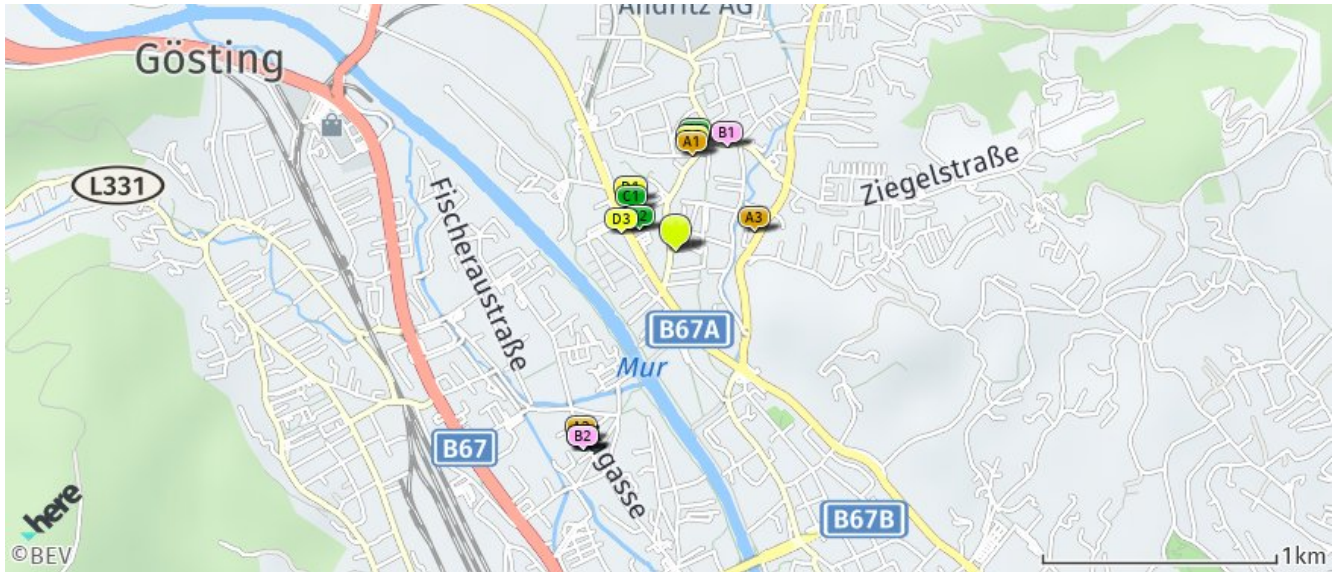 Andritz AG
Gösting
B1
A1
L331
Ziegelstraße
C1
D3
A3
Fischeraustraße
B67A
Mur
B2
B67
gasse
B67B
here
©BEV
1km